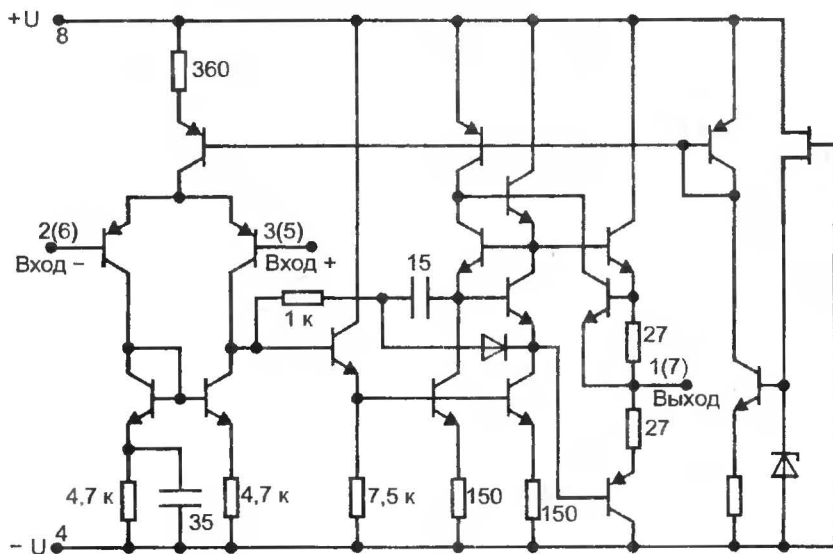 +U
8
360
2(6)
Вход –
3(5)
Вход +
15
1 к
27
1(7)
Выход
27
4,7 к
35
4,7 к
7,5 к
150
150
– U
4